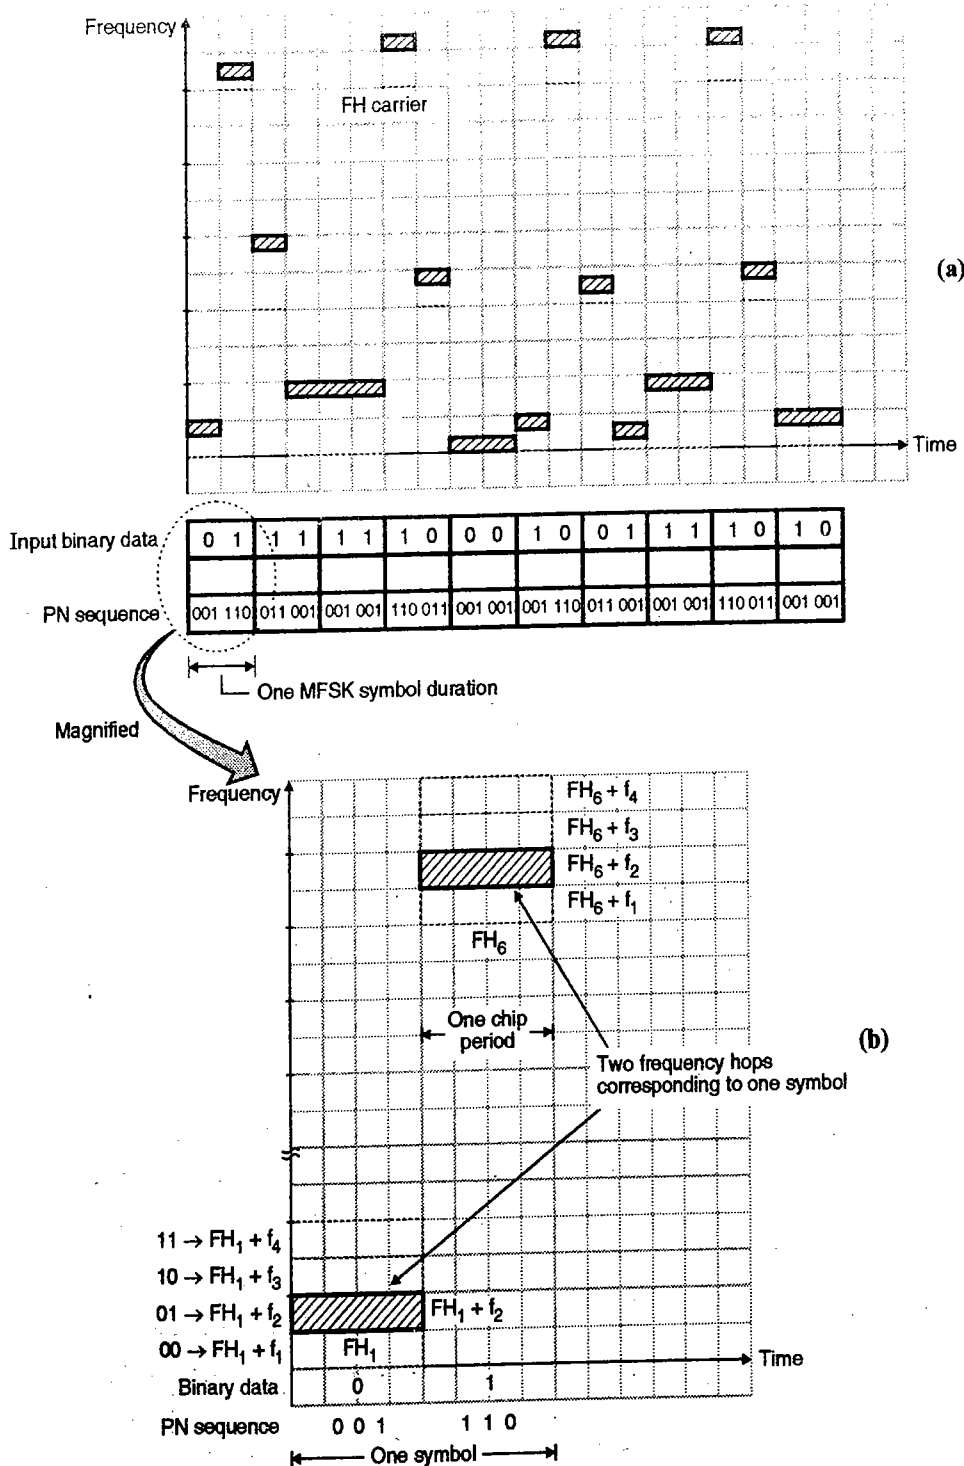 Frequency
FH carrier
(a)
Time
Input binary data 0 1 1 1 1 1 1 0 0 0 1 0 0 1 1 1 1 0 1 0
PN sequence 001 110 011 001 001 001 110 011 001 001 001 110 011 001 001 001 110 011 001 001
One MFSK symbol duration
Magnified
Frequency
FH₆ + f₄
FH₆ + f₃
FH₆ + f₂
FH₆ + f₁
FH₆
One chip
period
(b)
Two frequency hops
corresponding to one symbol
11 → FH₁ + f₄
10 → FH₁ + f₃
01 → FH₁ + f₂ FH₁ + f₂
00 → FH₁ + f₁ FH₁
Time
Binary data 0 1
PN sequence 0 0 1 1 1 0
One symbol